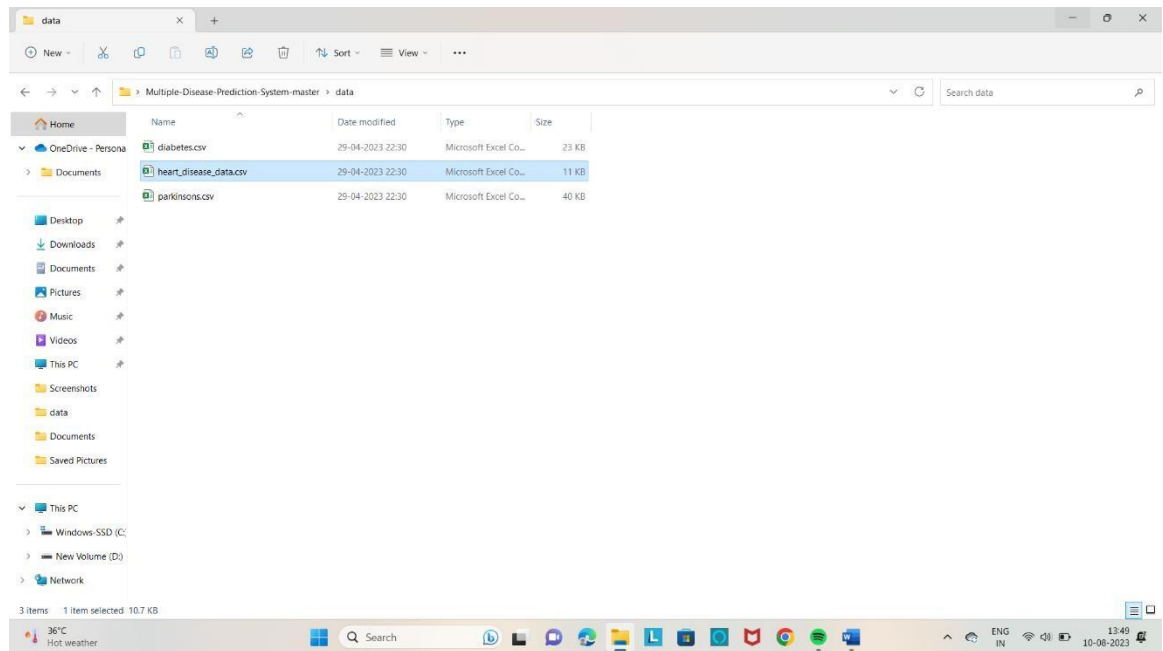 data
New
Sort
View
Multiple-Disease-Prediction-System-master > data
Search data
Name Date modified Type Size
diabetes.csv 29-04-2023 22:30 Microsoft Excel Co... 23 KB
heart_disease_data.csv 29-04-2023 22:30 Microsoft Excel Co... 11 KB
parkinsons.csv 29-04-2023 22:30 Microsoft Excel Co... 40 KB
Home
OneDrive - Persona
Documents
Desktop
Downloads
Documents
Pictures
Music
Videos
This PC
Screenshots
data
Documents
Saved Pictures
This PC
Windows-SSD (C:
New Volume (D:)
Network
3 items 1 item selected 10.7 KB
36°C
Hot weather
Search
ENG
IN
13:49
10-08-2023